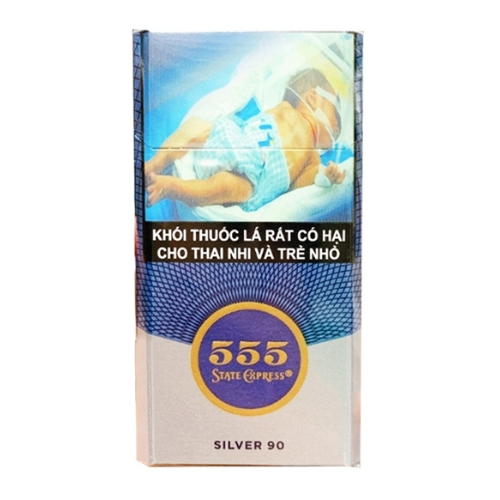 KHÓI THUỐC LÁ RẤT CÓ HẠI
CHO THAI NHI VÀ TRẺ NHỎ
555
STATE EXPRESS®
SILVER 90